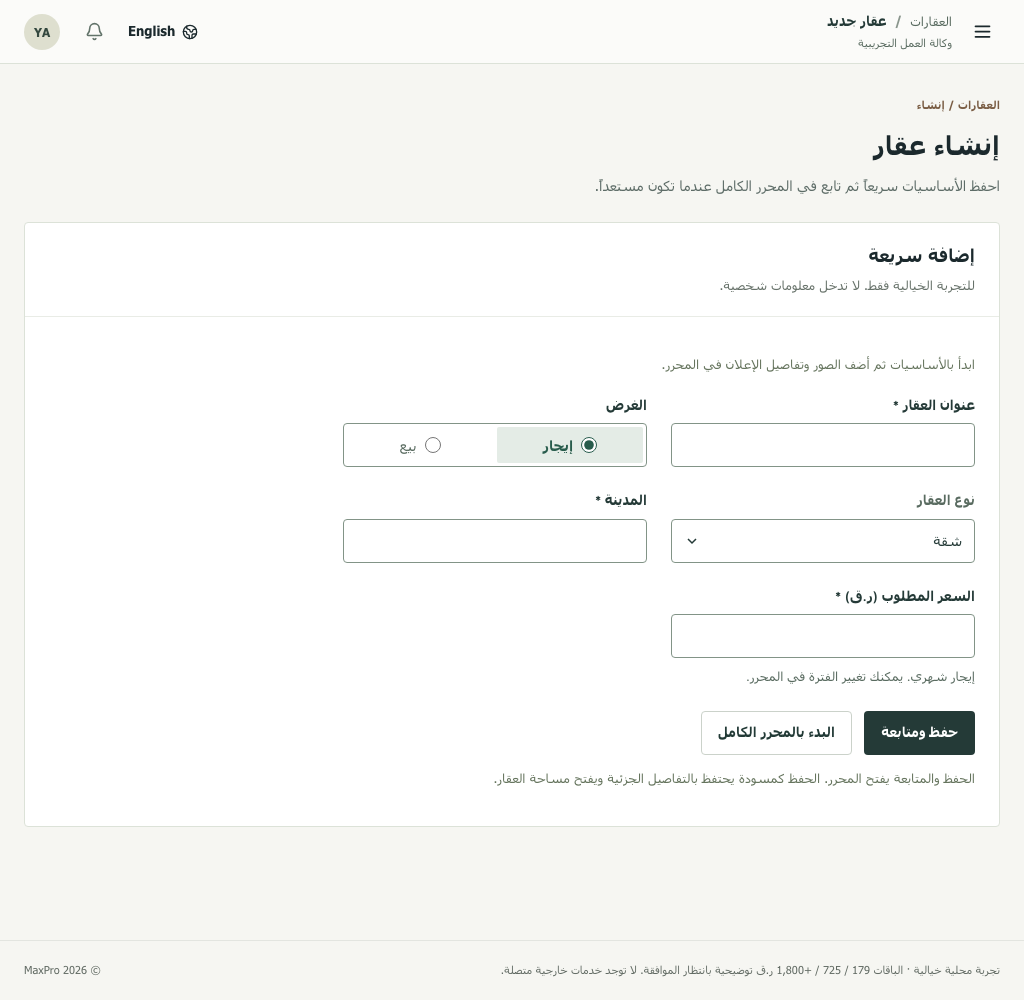 العقارات / عقار جديد
وكالة العمل التجريبية
English
YA
العقارات / إنشاء
إنشاء عقار
احفظ الأساسيات سريعاً ثم تابع في المحرر الكامل عندما تكون مستعداً.
إضافة سريعة
للتجربة الخيالية فقط. لا تدخل معلومات شخصية.
ابدأ بالأساسيات ثم أضف الصور وتفاصيل الإعلان في المحرر.
عنوان العقار *
الغرض
إيجار
بيع
نوع العقار
المدينة *
شقة
السعر المطلوب (ر.ق) *
إيجار شهري. يمكنك تغيير الفترة في المحرر.
حفظ ومتابعة
البدء بالمحرر الكامل
الحفظ والمتابعة يفتح المحرر. الحفظ كمسودة يحتفظ بالتفاصيل الجزئية ويفتح مساحة العقار.
تجربة محلية خيالية · الباقات 179 / 725 / +1,800 ر.ق توضيحية بانتظار الموافقة. لا توجد خدمات خارجية متصلة.
© MaxPro 2026